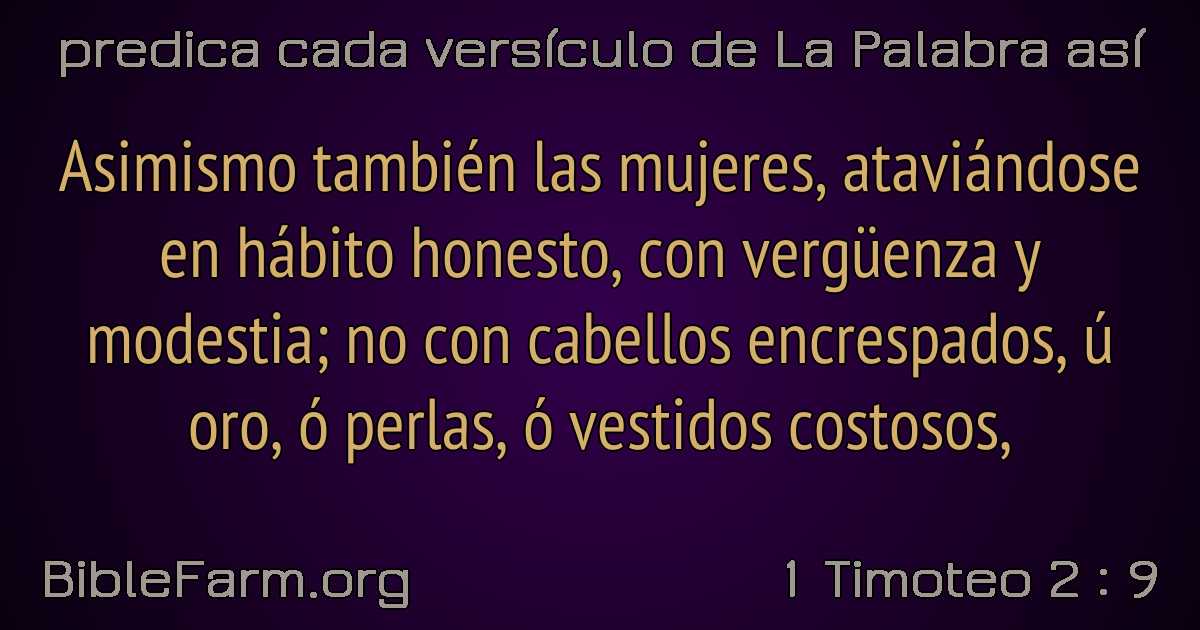 predica cada versículo de La Palabra así
Asimismo también las mujeres, ataviándose
en hábito honesto, con vergüenza y
modestia; no con cabellos encrespados, ú
oro, ó perlas, ó vestidos costosos,
BibleFarm.org
1 Timoteo 2 : 9